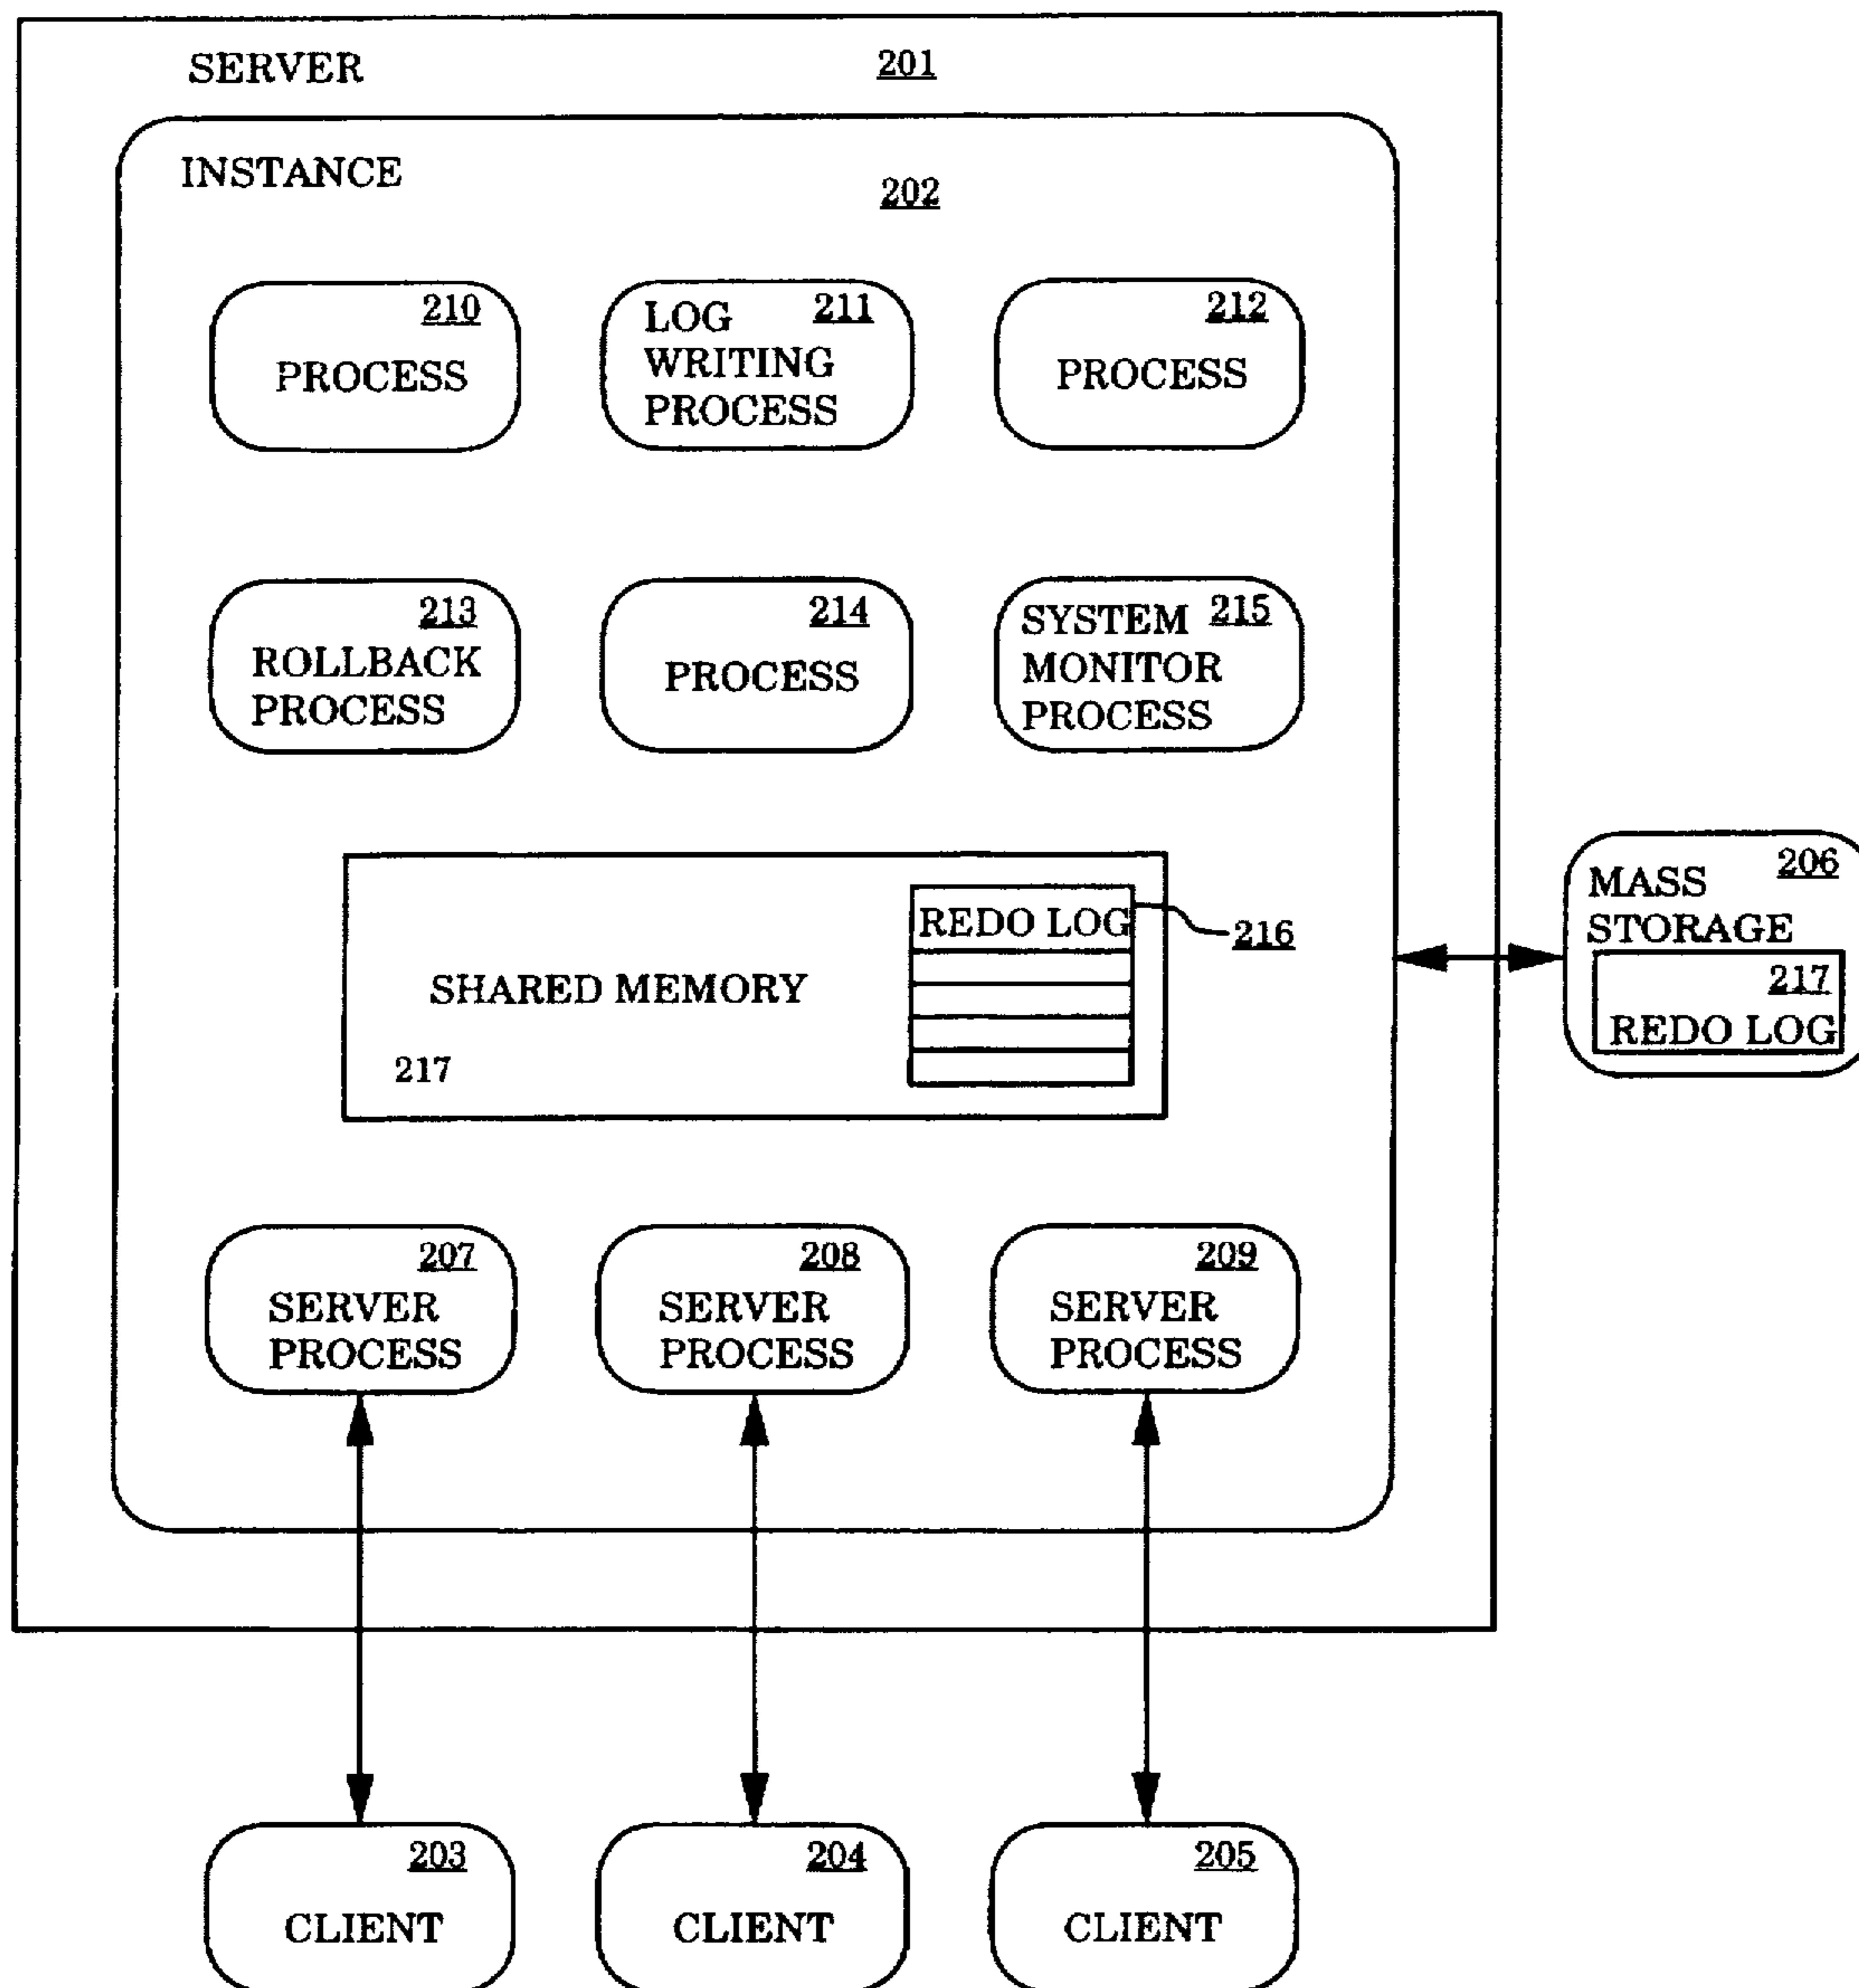 SERVER 201
INSTANCE
202
210
PROCESS
LOG 211
WRITING
PROCESS
212
PROCESS
213
ROLLBACK
PROCESS
214
PROCESS
SYSTEM 215
MONITOR
PROCESS
SHARED MEMORY
217
REDO LOG
216
206
MASS
STORAGE
217
REDO LOG
207
SERVER
PROCESS
208
SERVER
PROCESS
209
SERVER
PROCESS
203
CLIENT
204
CLIENT
205
CLIENT